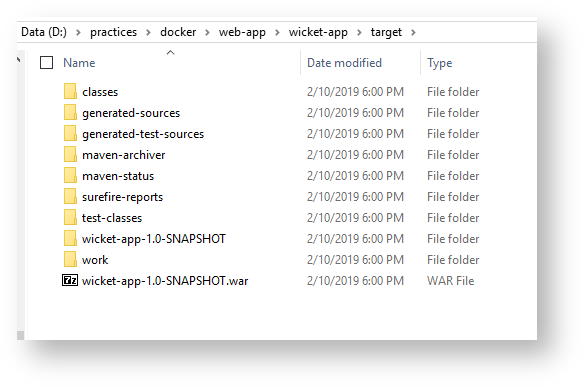 Data (D:) > practices > docker > web-app > wicket-app > target >
Name Date modified Type
classes 2/10/2019 6:00 PM File folder
generated-sources 2/10/2019 6:00 PM File folder
generated-test-sources 2/10/2019 6:00 PM File folder
maven-archiver 2/10/2019 6:00 PM File folder
maven-status 2/10/2019 6:00 PM File folder
surefire-reports 2/10/2019 6:00 PM File folder
test-classes 2/10/2019 6:00 PM File folder
wicket-app-1.0-SNAPSHOT 2/10/2019 6:00 PM File folder
work 2/10/2019 6:00 PM File folder
7z wicket-app-1.0-SNAPSHOT.war 2/10/2019 6:00 PM WAR File